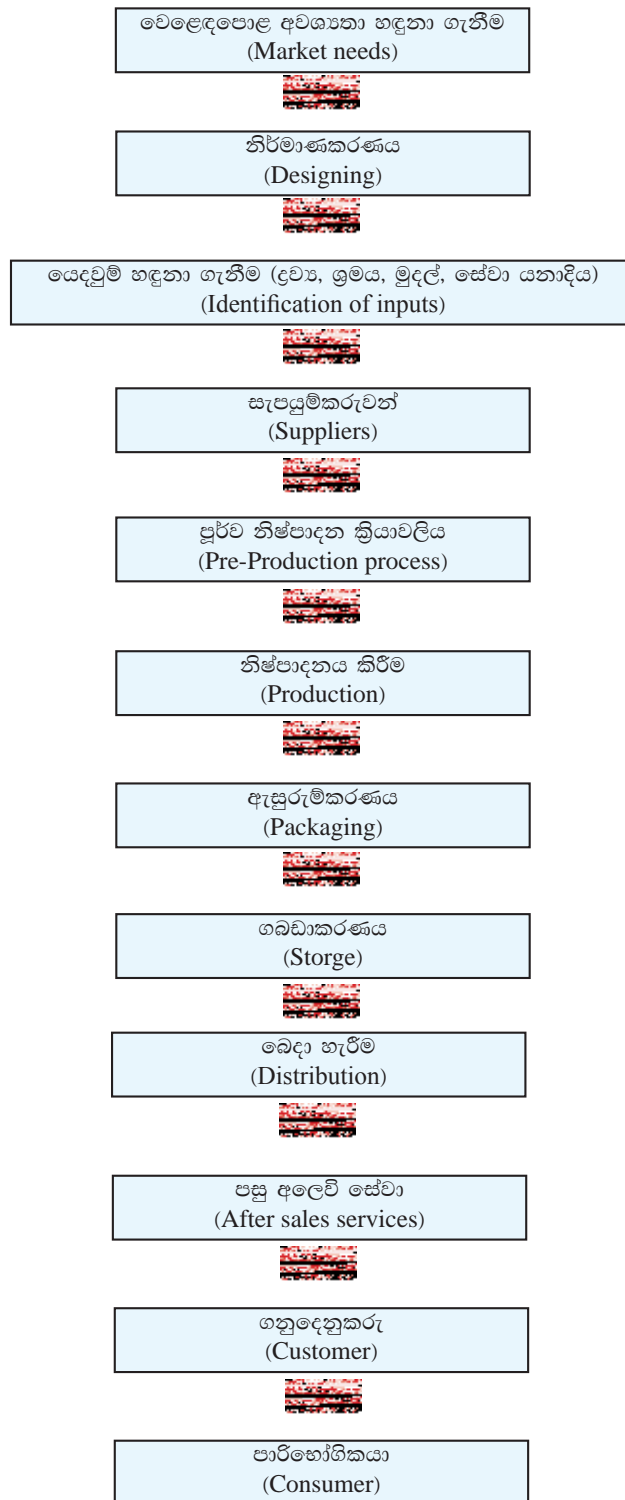 වෙළෙඳපොළ අවශ්‍යතා හඳුනා ගැනීම
(Market needs)
නිර්මාණකරණය
(Designing)
යෙදවුම් හඳුනා ගැනීම (ද්‍රව්‍ය, ශ්‍රමය, මුදල්, සේවා යනාදිය)
(Identification of inputs)
සැපයුම්කරුවන්
(Suppliers)
පූර්ව නිෂ්පාදන ක්‍රියාවලිය
(Pre-Production process)
නිෂ්පාදනය කිරීම
(Production)
ඇසුරුම්කරණය
(Packaging)
ගබඩාකරණය
(Storge)
බෙදා හැරීම
(Distribution)
පසු අලෙවි සේවා
(After sales services)
ගනුදෙනුකරු
(Customer)
පාරිභෝගිකයා
(Consumer)